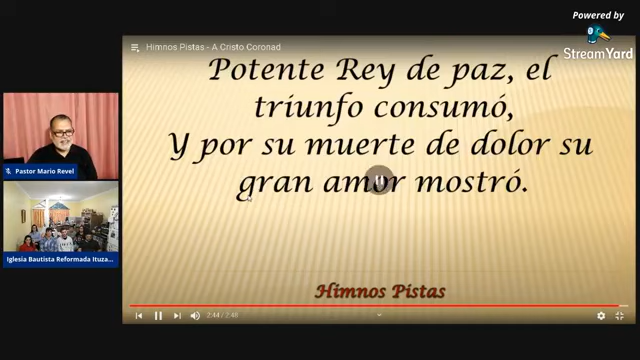 Powered by
StreamYard
Himnos Pistas - A Cristo Coronad
Potente Rey de paz, el
triunfo consumó,
Y por su muerte de dolor su
gran amor mostró.
Pastor Mario Revel
Iglesia Bautista Reformada Ituza...
Himnos Pistas
2:44 / 2:48